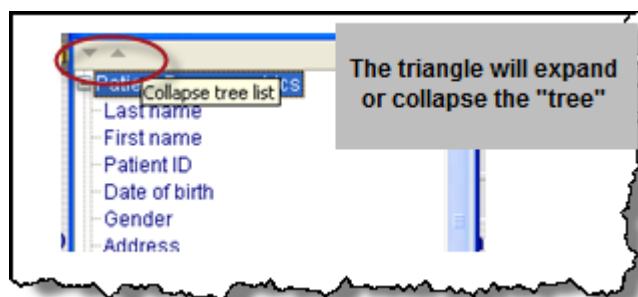 The triangle will expand
or collapse the "tree"
Collapse tree list
Last name
First name
Patient ID
Date of birth
Gender
Address